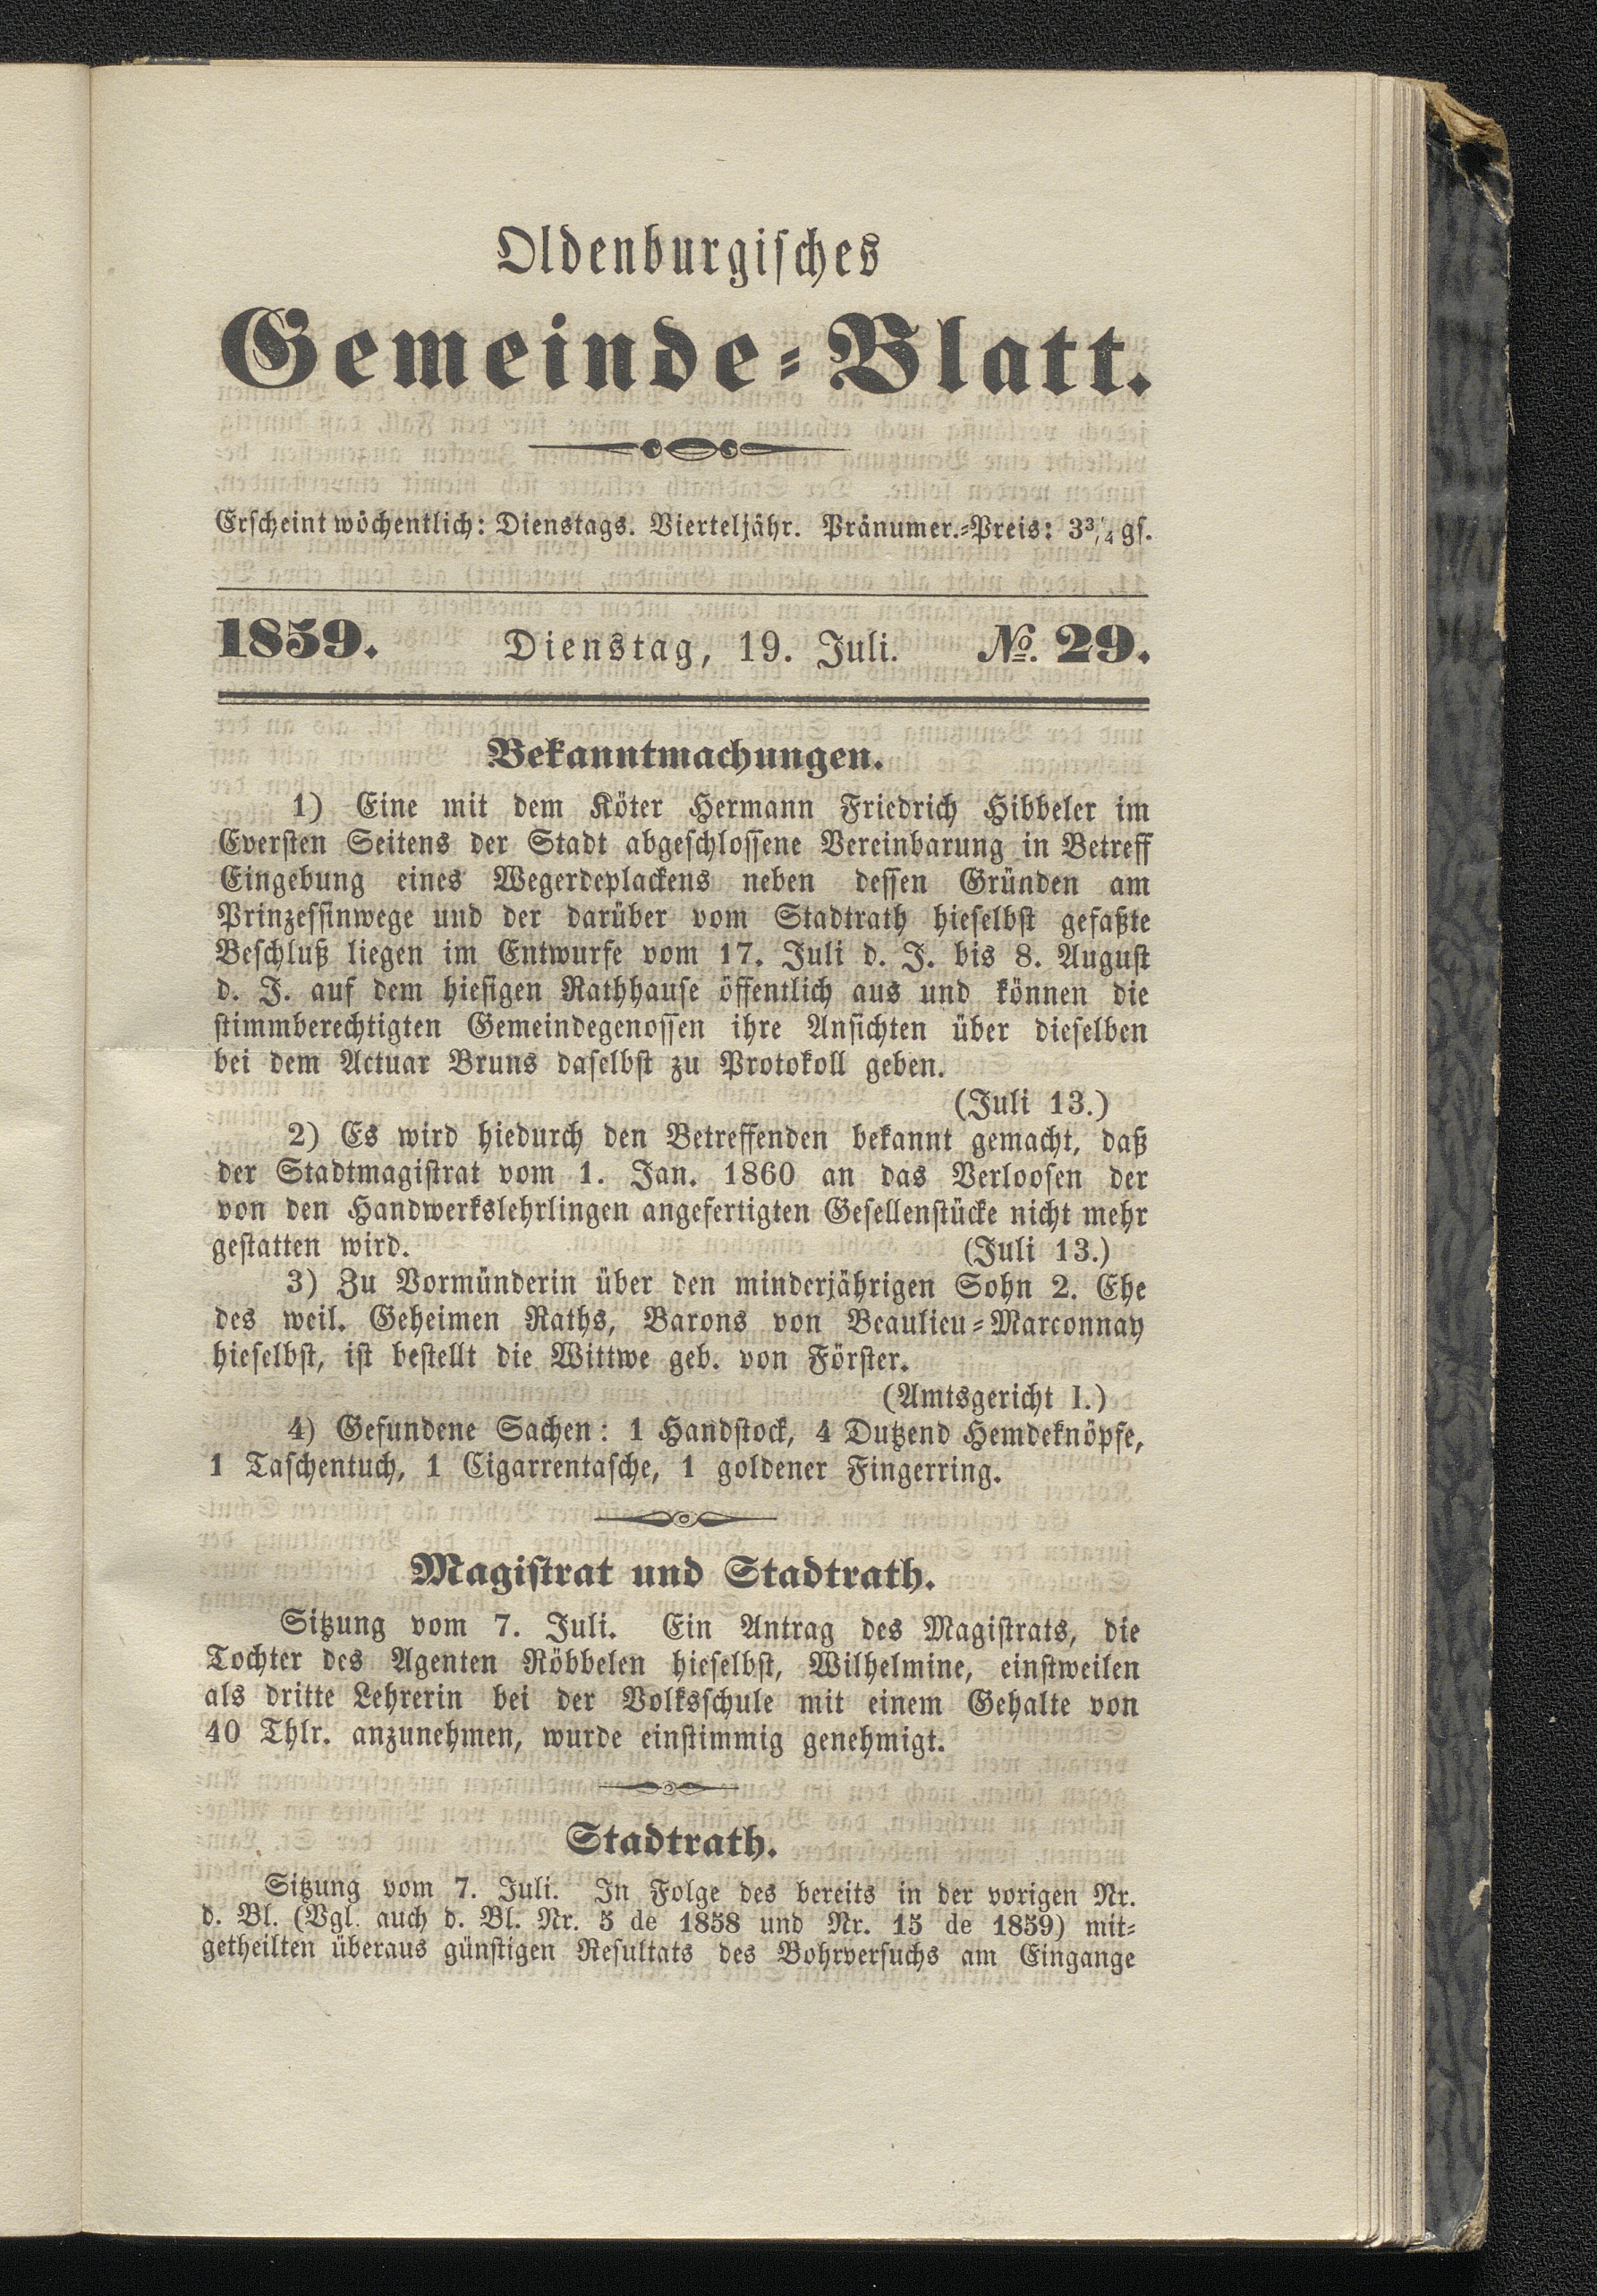 Oldenburgisches
Gemeinde-Blatt.
Erscheint wöchentlich: Dienstags. Vierteljähr. Pränumer.-Preis: 3¾ gs.
1859. Dienstag, 19. Juli. No. 29.
Bekanntmachungen.
1) Eine mit dem Köter Hermann Friedrich Hibbeler im
Eversten Seitens der Stadt abgeschlossene Vereinbarung in Betreff
Eingebung eines Wegerdeplackens neben dessen Gründen am
Prinzessinwege und der darüber vom Stadtrath hieselbst gefaßte
Beschluß liegen im Entwurfe vom 17. Juli d. J. bis 8. August
d. J. auf dem hiesigen Rathhause öffentlich aus und können die
stimmberechtigten Gemeindegenossen ihre Ansichten über dieselben
bei dem Actuar Bruns daselbst zu Protokoll geben.
(Juli 13.)
2) Es wird hiedurch den Betreffenden bekannt gemacht, daß
der Stadtmagistrat vom 1. Jan. 1860 an das Verloosen der
von den Handwerkslehrlingen angefertigten Gesellenstücke nicht mehr
gestatten wird. (Juli 13.)
3) Zu Vormünderin über den minderjährigen Sohn 2. Ehe
des weil. Geheimen Raths, Barons von Beaulieu-Marconnay
hieselbst, ist bestellt die Wittwe geb. von Förster.
(Amtsgericht I.)
4) Gefundene Sachen: 1 Handstock, 4 Dutzend Hemdeknöpfe,
1 Taschentuch, 1 Cigarrentasche, 1 goldener Fingerring.
Magistrat und Stadtrath.
Sitzung vom 7. Juli. Ein Antrag des Magistrats, die
Tochter des Agenten Röbbelen hieselbst, Wilhelmine, einstweilen
als dritte Lehrerin bei der Volksschule mit einem Gehalte von
40 Thlr. anzunehmen, wurde einstimmig genehmigt.
Stadtrath.
Sitzung vom 7. Juli. In Folge des bereits in der vorigen Nr.
d. Bl. (Vgl. auch d. Bl. Nr. 5 de 1858 und Nr. 15 de 1859) mit-
getheilten überaus günstigen Resultats des Bohrversuchs am Eingange